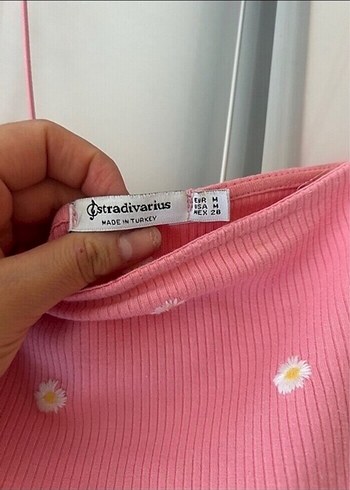 stradivarius
MADE IN TURKEY
EUR M
USA M
MEX 28